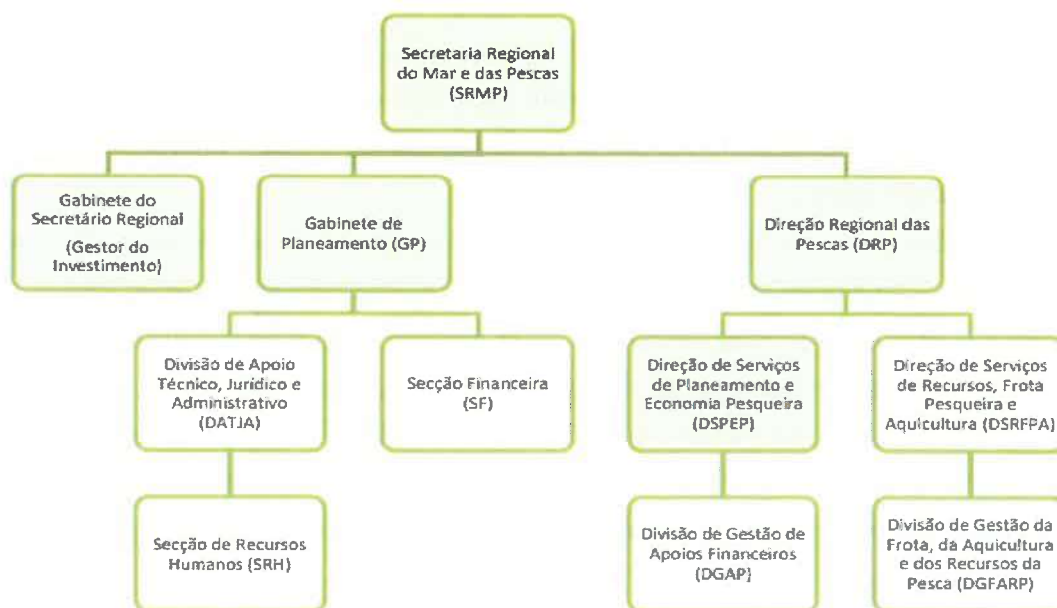 Secretaria Regional
do Mar e das Pescas
(SRMP)
Gabinete do
Secretário Regional
(Gestor do
Investimento)
Gabinete de
Planeamento (GP)
Direção Regional das
Pescas (DRP)
Divisão de Apoio
Técnico, Jurídico e
Administrativo
(DATJA)
Secção Financeira
(SF)
Direção de Serviços
de Planeamento e
Economia Pesqueira
(DSPEP)
Direção de Serviços
de Recursos, Frota
Pesqueira e
Aquicultura (DSRFPA)
Secção de Recursos
Humanos (SRH)
Divisão de Gestão de
Apoios Financeiros
(DGAP)
Divisão de Gestão da
Frota, da Aquicultura
e dos Recursos da
Pesca (DGFARP)